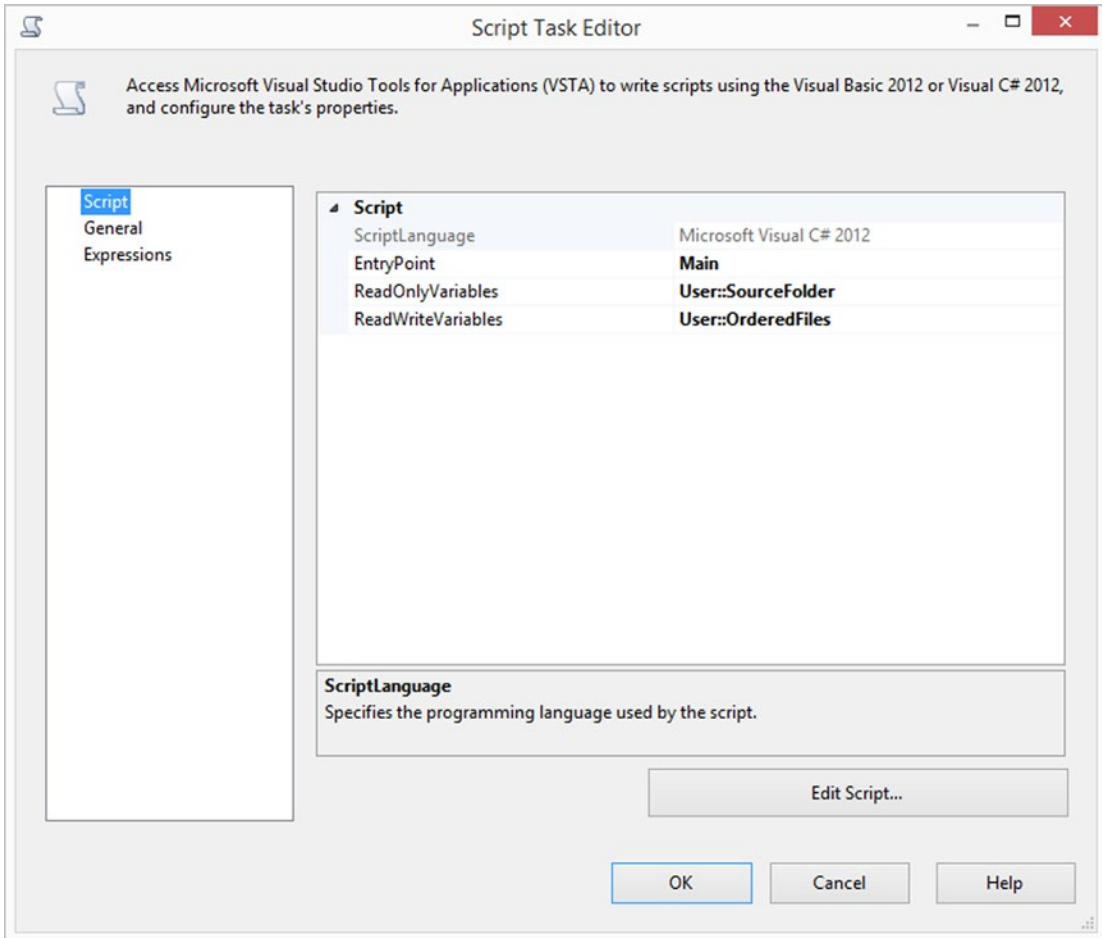 Script Task Editor
Access Microsoft Visual Studio Tools for Applications (VSTA) to write scripts using the Visual Basic 2012 or Visual C# 2012,
and configure the task's properties.
Script
General
Expressions
Script
ScriptLanguage Microsoft Visual C# 2012
EntryPoint Main
ReadOnlyVariables User::SourceFolder
ReadWriteVariables User::OrderedFiles
ScriptLanguage
Specifies the programming language used by the script.
Edit Script...
OK Cancel Help